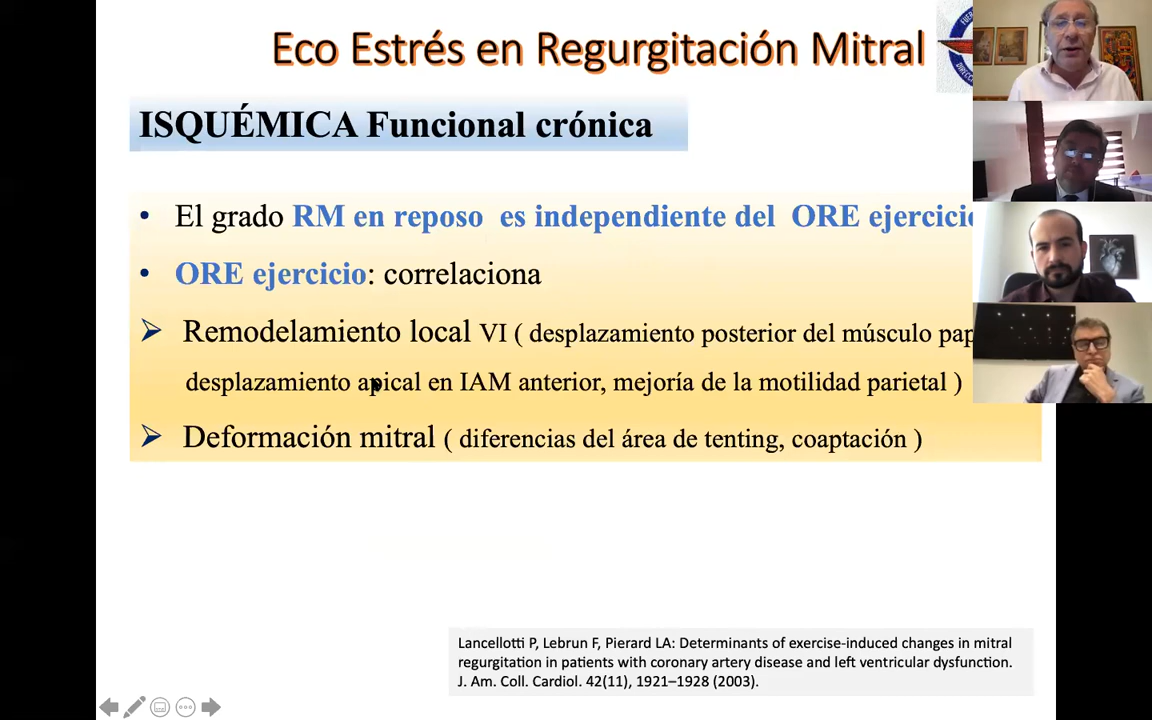 Eco Estrés en Regurgitación Mitral
ISQUÉMICA Funcional crónica
• El grado RM en reposo es independiente del ORE ejercicio
• ORE ejercicio: correlaciona
➢ Remodelamiento local VI ( desplazamiento posterior del músculo pap
desplazamiento apical en IAM anterior, mejoría de la motilidad parietal )
➢ Deformación mitral ( diferencias del área de tenting, coaptación )
Lancellotti P, Lebrun F, Pierard LA: Determinants of exercise-induced changes in mitral
regurgitation in patients with coronary artery disease and left ventricular dysfunction.
J. Am. Coll. Cardiol. 42(11), 1921–1928 (2003).